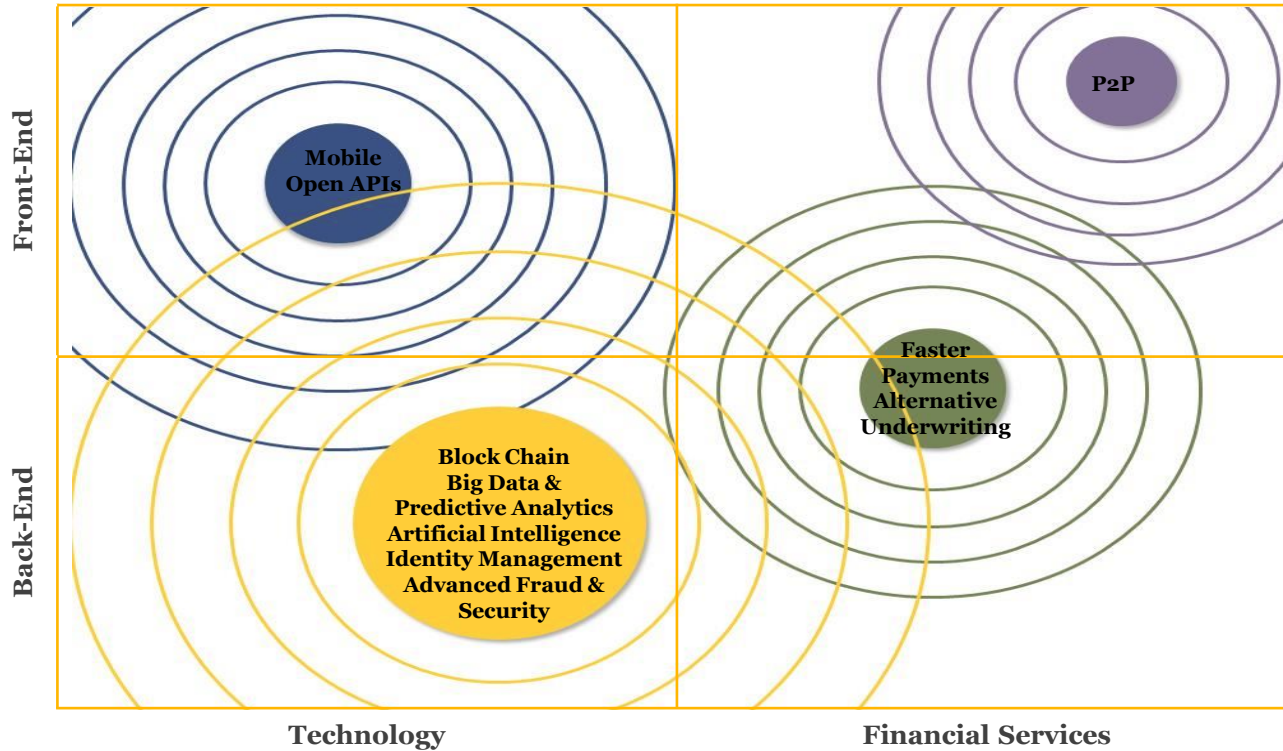 Front-End
Back-End
Mobile
Open APIs
P2P
Faster
Payments
Alternative
Underwriting
Block Chain
Big Data &
Predictive Analytics
Artificial Intelligence
Identity Management
Advanced Fraud &
Security
Technology
Financial Services